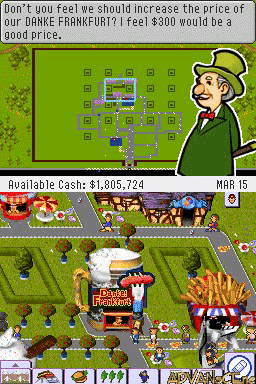 Don't you feel we should increase the price of
our DANKE FRANKFURT? I feel $300 would be a
good price.
Available Cash: $1,805,724
MAR 15
Danke!
Frankfurt